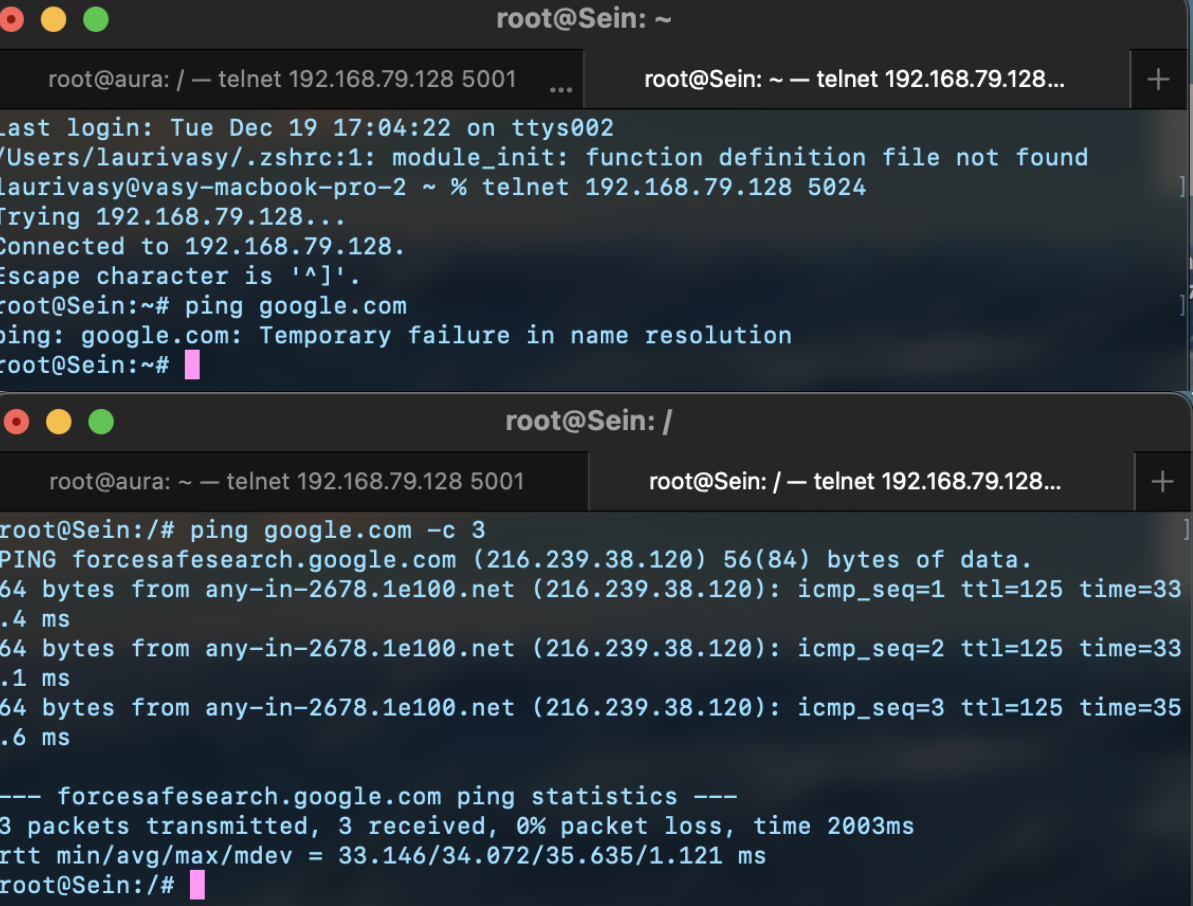 root@Sein: ~
root@aura: / — telnet 192.168.79.128 5001 ...
root@Sein: ~ — telnet 192.168.79.128... +
Last login: Tue Dec 19 17:04:22 on ttys002
/Users/laurivasy/.zshrc:1: module_init: function definition file not found
laurivasy@vasy-macbook-pro-2 ~ % telnet 192.168.79.128 5024 ]
Trying 192.168.79.128...
Connected to 192.168.79.128.
Escape character is '^]'.
root@Sein:~# ping google.com ]
ping: google.com: Temporary failure in name resolution
root@Sein:~#
root@Sein: /
root@aura: ~ — telnet 192.168.79.128 5001
root@Sein: / — telnet 192.168.79.128... +
root@Sein:/# ping google.com -c 3 ]
PING forcesafesearch.google.com (216.239.38.120) 56(84) bytes of data.
64 bytes from any-in-2678.1e100.net (216.239.38.120): icmp_seq=1 ttl=125 time=33
.4 ms
64 bytes from any-in-2678.1e100.net (216.239.38.120): icmp_seq=2 ttl=125 time=33
.1 ms
64 bytes from any-in-2678.1e100.net (216.239.38.120): icmp_seq=3 ttl=125 time=35
.6 ms
--- forcesafesearch.google.com ping statistics ---
3 packets transmitted, 3 received, 0% packet loss, time 2003ms
rtt min/avg/max/mdev = 33.146/34.072/35.635/1.121 ms
root@Sein:/#